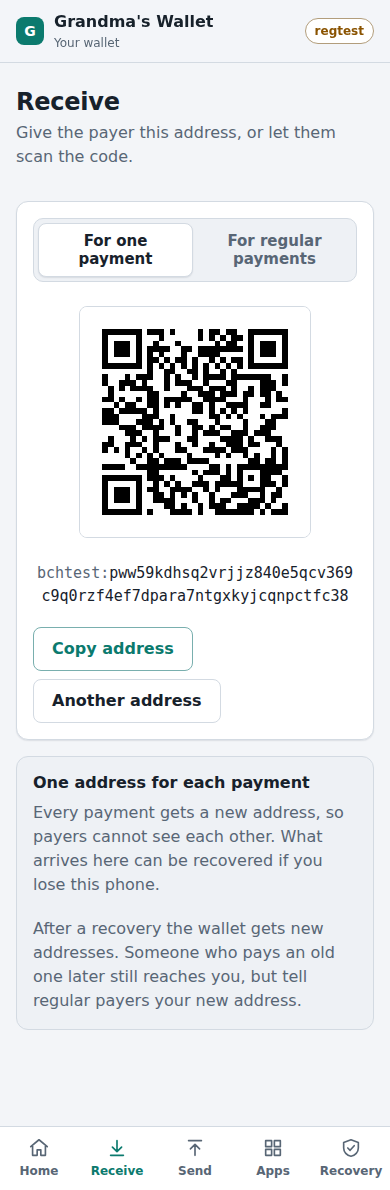 G
Grandma's Wallet
Your wallet
regtest
Receive
Give the payer this address, or let them
scan the code.
For one
payment
For regular
payments
bchtest:pww59kdhsq2vrjjz840e5qcv369
c9q0rzf4ef7dpara7ntgxkyjcqnpctfc38
Copy address
Another address
One address for each payment
Every payment gets a new address, so
payers cannot see each other. What
arrives here can be recovered if you
lose this phone.
After a recovery the wallet gets new
addresses. Someone who pays an old
one later still reaches you, but tell
regular payers your new address.
Home
Receive
Send
Apps
Recovery